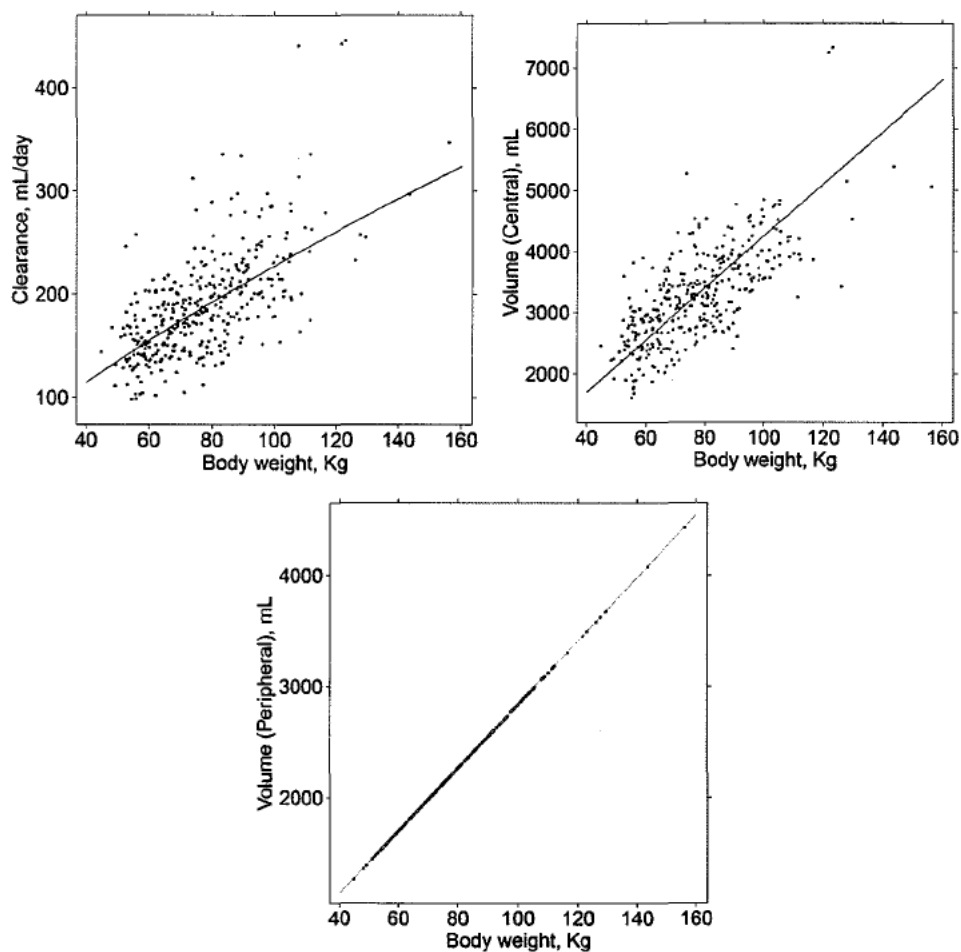 Clearance, mL/day
400
300
200
100
40 60 80 100 120 140 160
Body weight, Kg
Volume (Central), mL
7000
6000
5000
4000
3000
2000
40 60 80 100 120 140 160
Body weight, Kg
Volume (Peripheral), mL
4000
3000
2000
40 60 80 100 120 140 160
Body weight, Kg